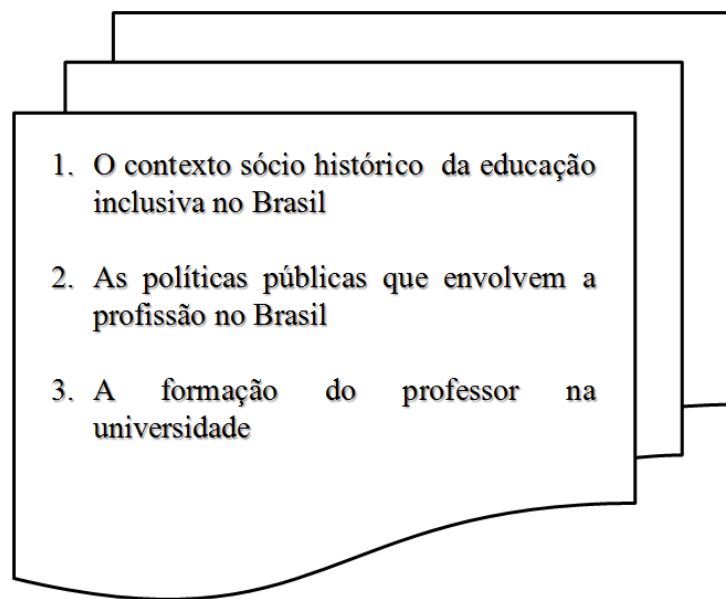 1. O contexto sócio histórico da educação
inclusiva no Brasil
2. As políticas públicas que envolvem a
profissão no Brasil
3. A formação do professor na
universidade